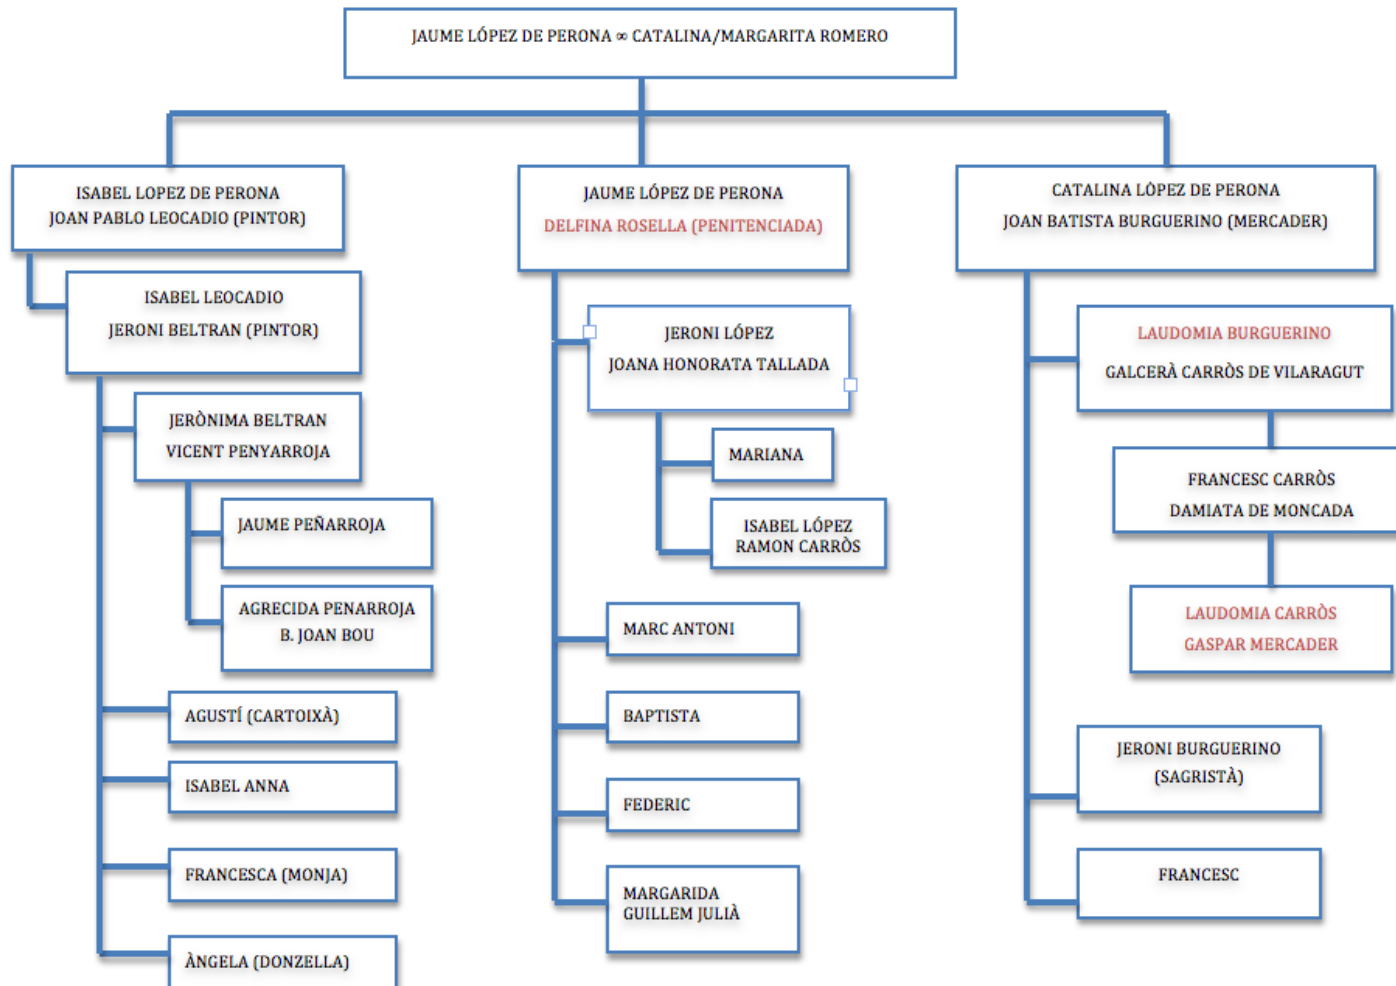 JAUME LÓPEZ DE PERONA ∞ CATALINA/MARGARITA ROMERO
ISABEL LOPEZ DE PERONA
JOAN PABLO LEOCADIO (PINTOR)
ISABEL LEOCADIO
JERONI BELTRAN (PINTOR)
JERÒNIMA BELTRAN
VICENT PENYARROJA
JAUME PEÑARROJA
AGRECIDA PENARROJA
B. JOAN BOU
AGUSTÍ (CARTOIXÀ)
ISABEL ANNA
FRANCESCA (MONJA)
ÀNGELA (DONZELLA)
JAUME LÓPEZ DE PERONA
DELFINA ROSELLA (PENITENCIADA)
JERONI LÓPEZ
JOANA HONORATA TALLADA
MARIANA
ISABEL LÓPEZ
RAMON CARRÒS
MARC ANTONI
BAPTISTA
FEDERIC
MARGARIDA
GUILLEM JULIÀ
CATALINA LÒPEZ DE PERONA
JOAN BATISTA BURGUERINO (MERCADER)
LAUDOMIA BURGUERINO
GALCERÀ CARRÒS DE VILARAGUT
FRANCESC CARRÒS
DAMIATA DE MONCADA
LAUDOMIA CARRÒS
GASPAR MERCADER
JERONI BURGUERINO
(SAGRISTÀ)
FRANCESC